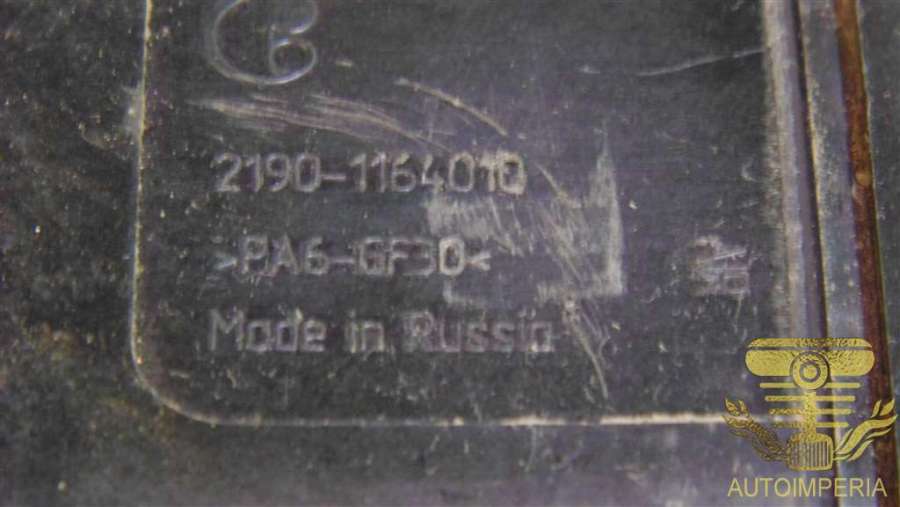 2190-1164010
>PA6-GF30<
Made in Russia
AUTOIMPERIA